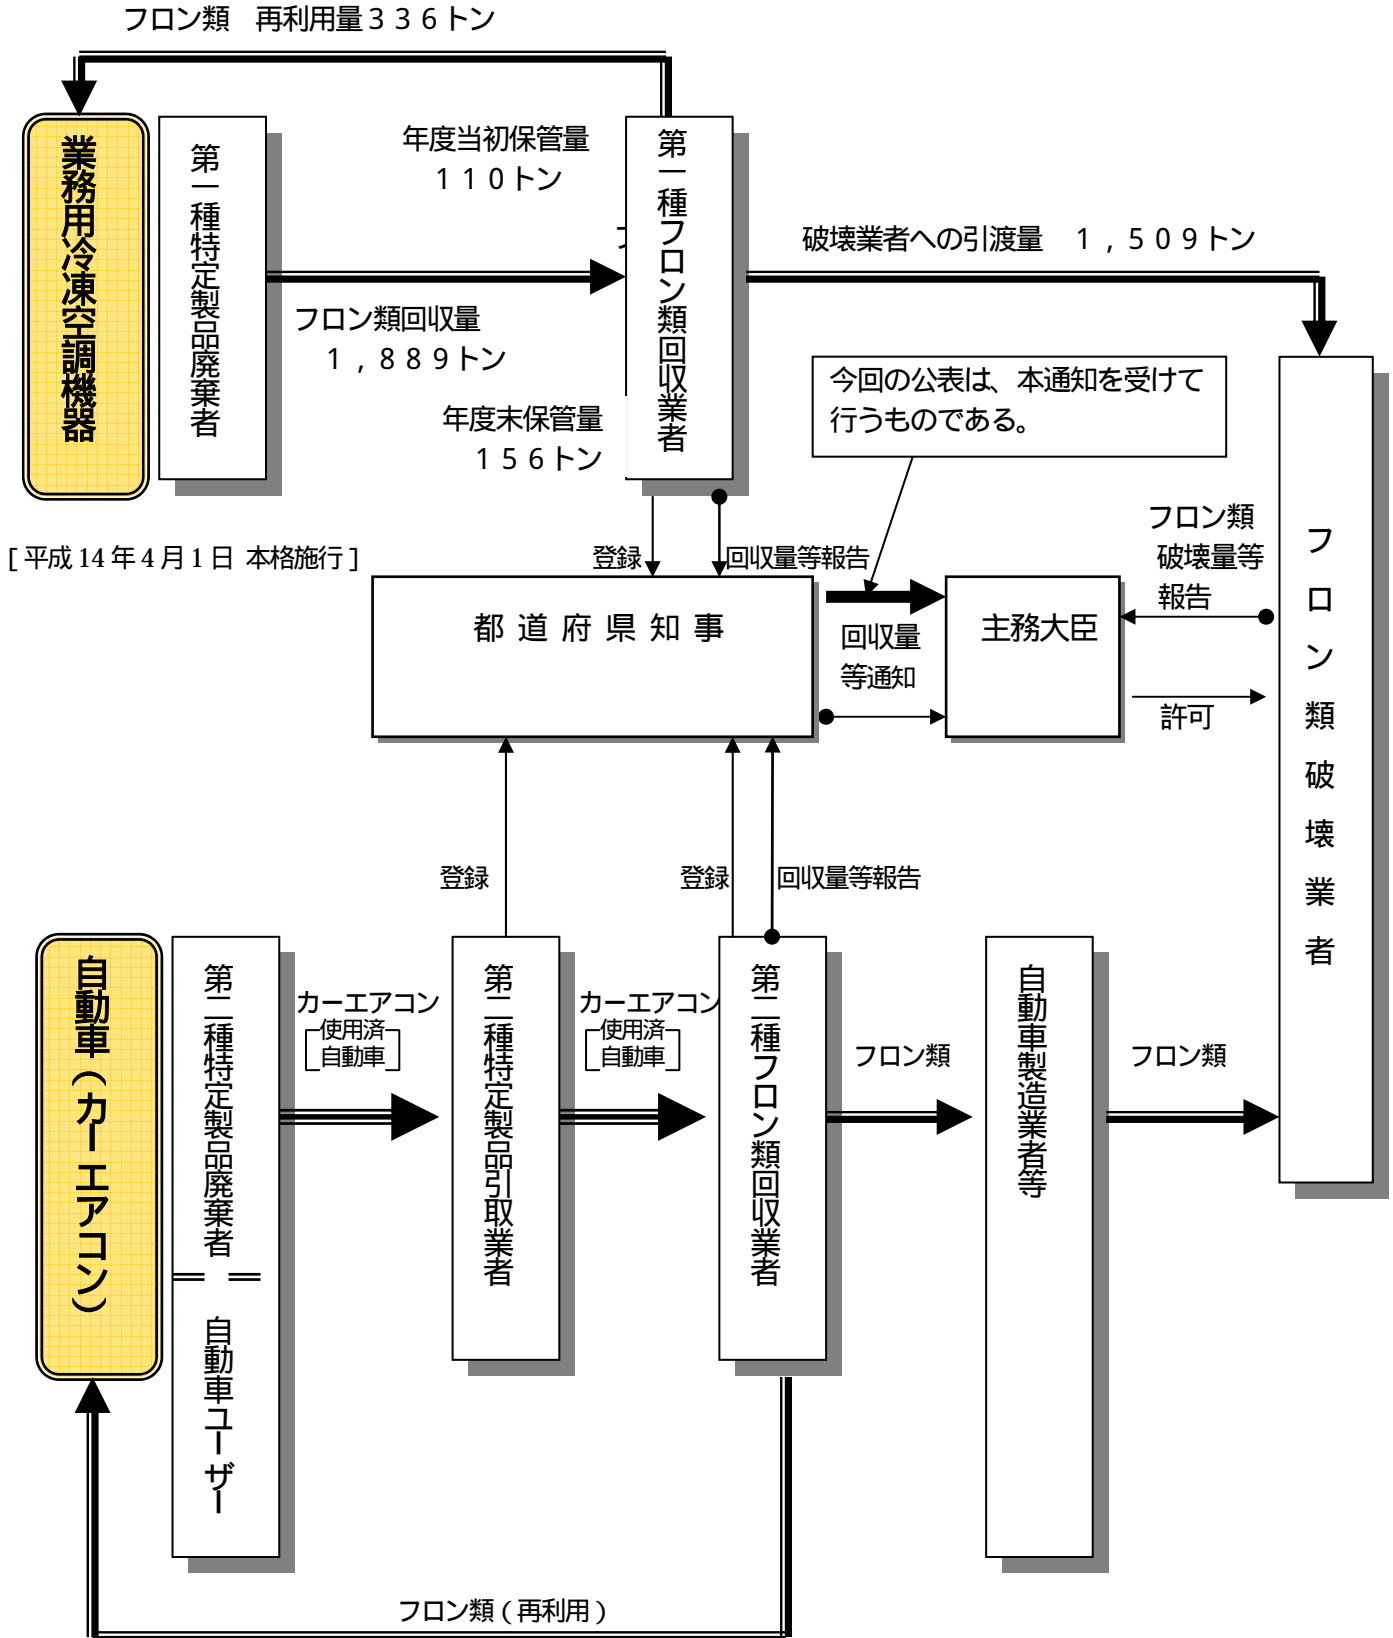 フロン類　再利用量３３６トン
業務用冷凍空調機器
第一種特定製品廃棄者
年度当初保管量
１１０トン
第一種フロン類回収業者
破壊業者への引渡量　１，５０９トン
フロン類回収量
１，８８９トン
今回の公表は、本通知を受けて
行うものである。
年度末保管量
１５６トン
[ 平成 14 年 4 月 1 日 本格施行 ]
登録
回収量等報告
フロン類
破壊量等
報告
フロン類破壊業者
都道府県知事
回収量
等通知
主務大臣
許可
登録
登録
回収量等報告
自動車（カーエアコン）
第二種特定製品廃棄者
自動車ユーザー
カーエアコン
使用済
自動車
第二種特定製品引取業者
カーエアコン
使用済
自動車
第二種フロン類回収業者
フロン類
自動車製造業者等
フロン類
フロン類（再利用）